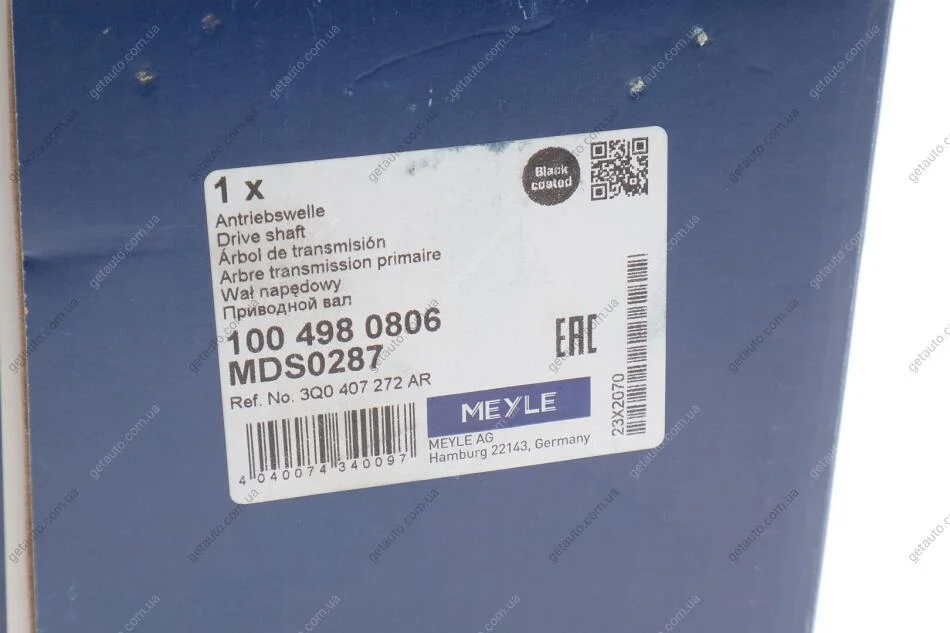 1 x
Black
coated
Antriebswelle
Drive shaft
Árbol de transmisión
Arbre transmission primaire
Wał napędowy
Приводной вал
100 498 0806
MDS0287
Ref. No. 3Q0 407 272 AR
EAC
MEYLE
MEYLE AG
Hamburg 22143, Germany
4 040074 340097
23X2070
getauto.com.ua